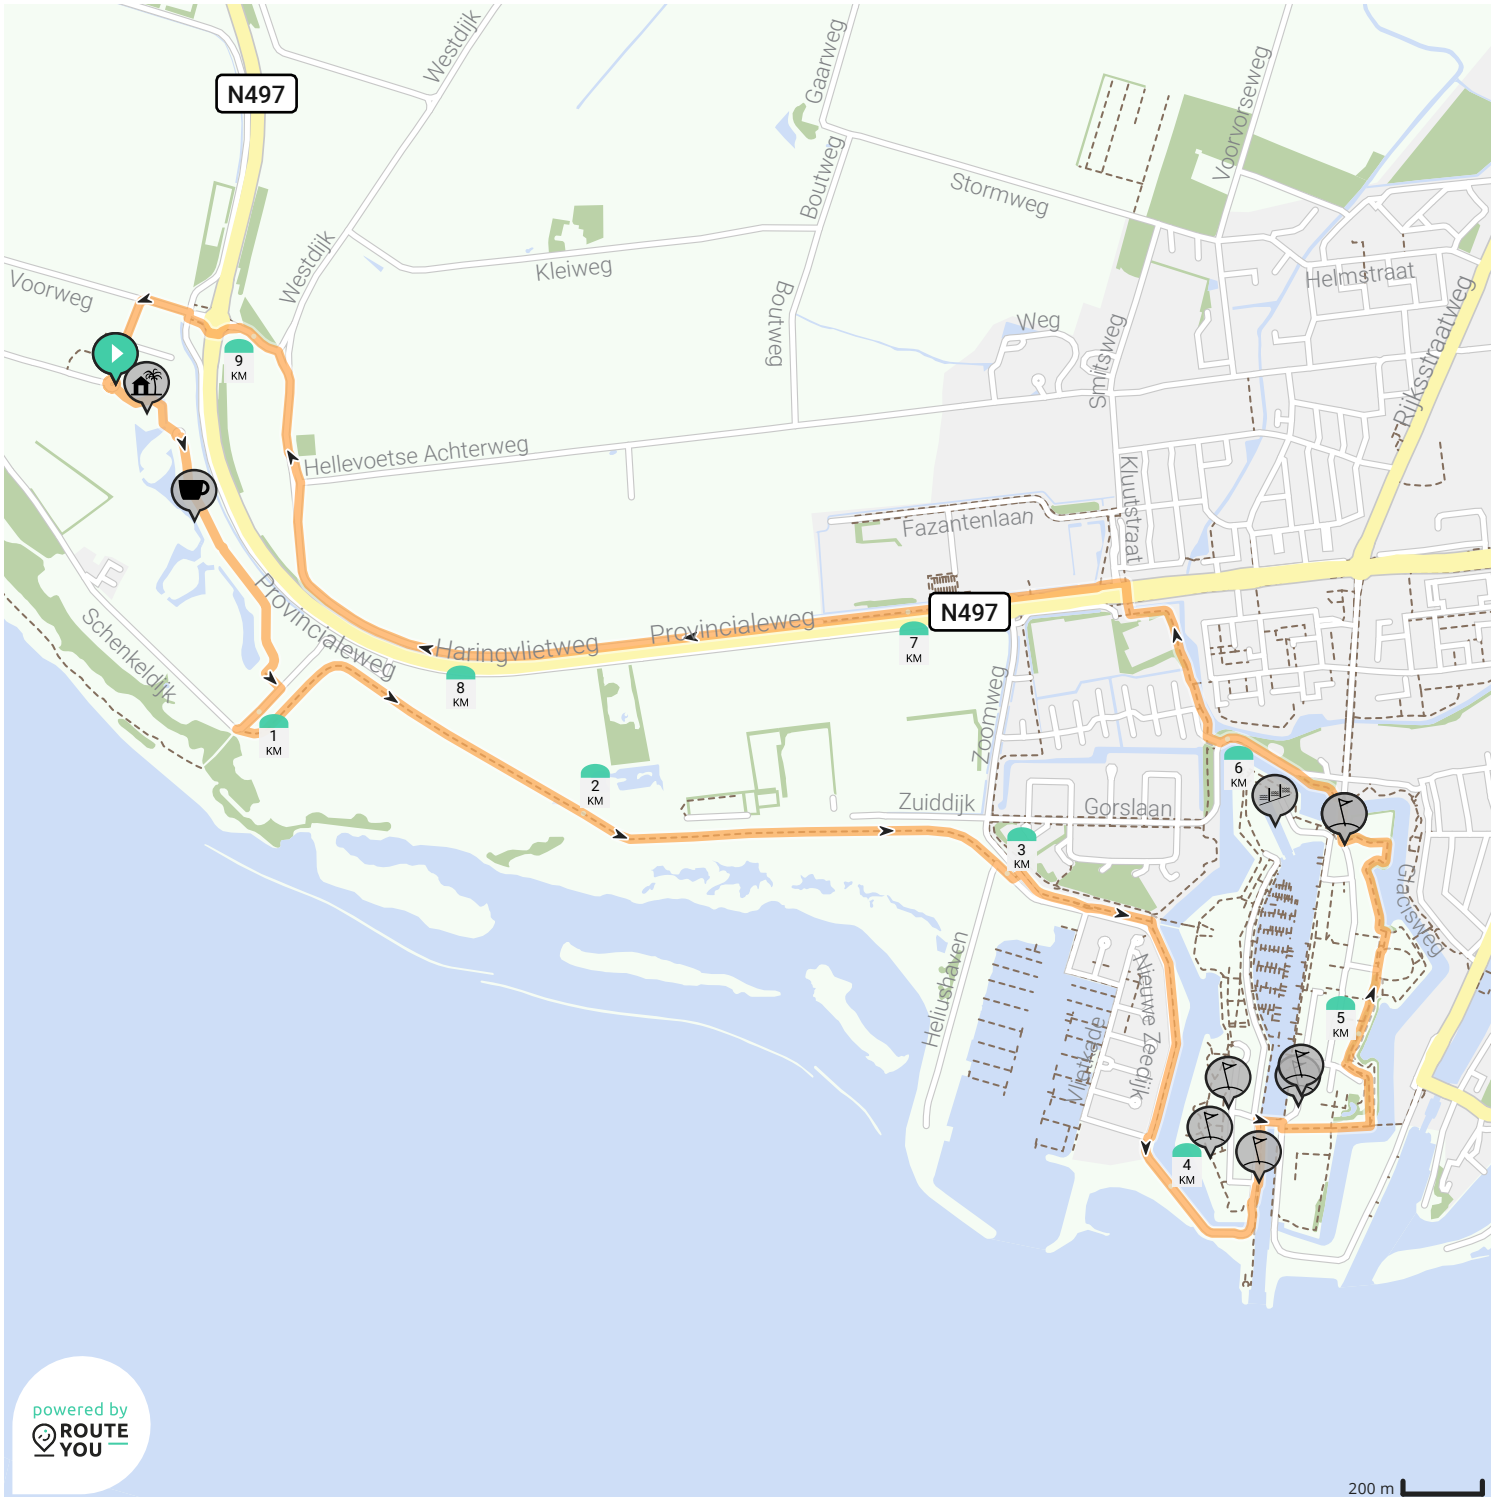 Westdijk
Gaarweg
N497
Voorvorseweg
Boutweg
Stormweg
Westdijk
Kleiweg
Helmstraat
Voorweg
Boutweg
Weg
Smitsweg
Rijksstraatweg
9
KM
Hellevoetse Achterweg
Kluutstraat
Fazantenlaan
Provincialeweg
N497
Provincialeweg
Haringvlietweg
7
KM
Schenkeldijk
8
KM
Zoomweg
1
KM
6
KM
2
KM
Zuiddijk
Gorslaan
3
KM
Glacisweg
Heliushaven
Nieuwe Zeedijk
Vlietkade
5
KM
4
KM
powered by
ROUTE
YOU
200 m